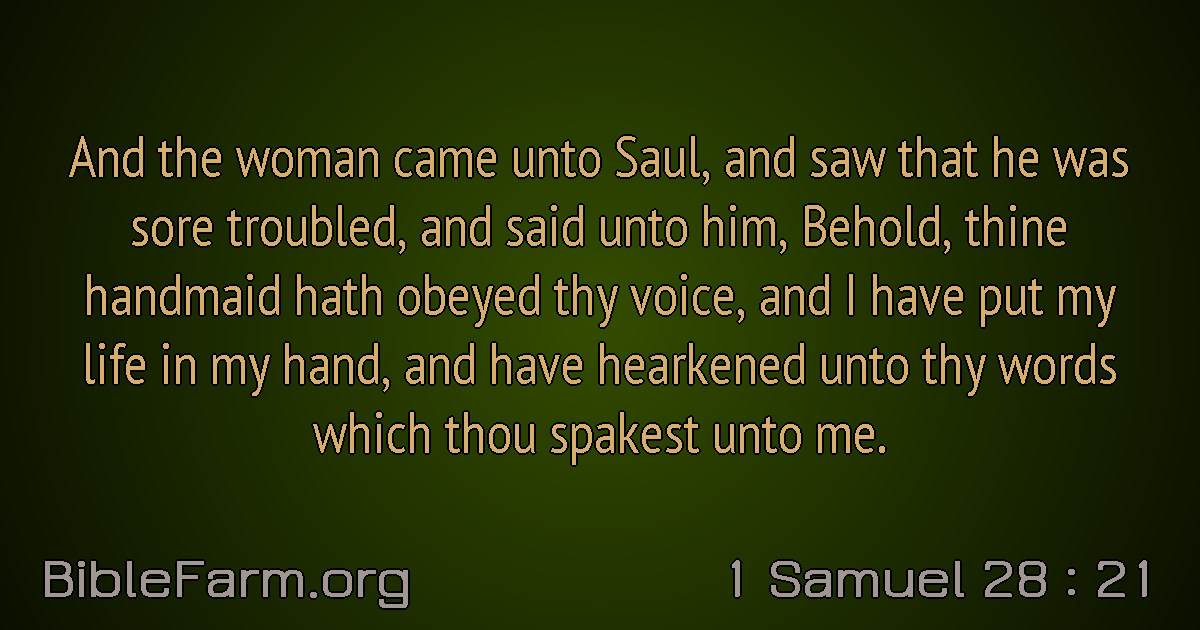 And the woman came unto Saul, and saw that he was
sore troubled, and said unto him, Behold, thine
handmaid hath obeyed thy voice, and I have put my
life in my hand, and have hearkened unto thy words
which thou spakest unto me.
BibleFarm.org
1 Samuel 28 : 21